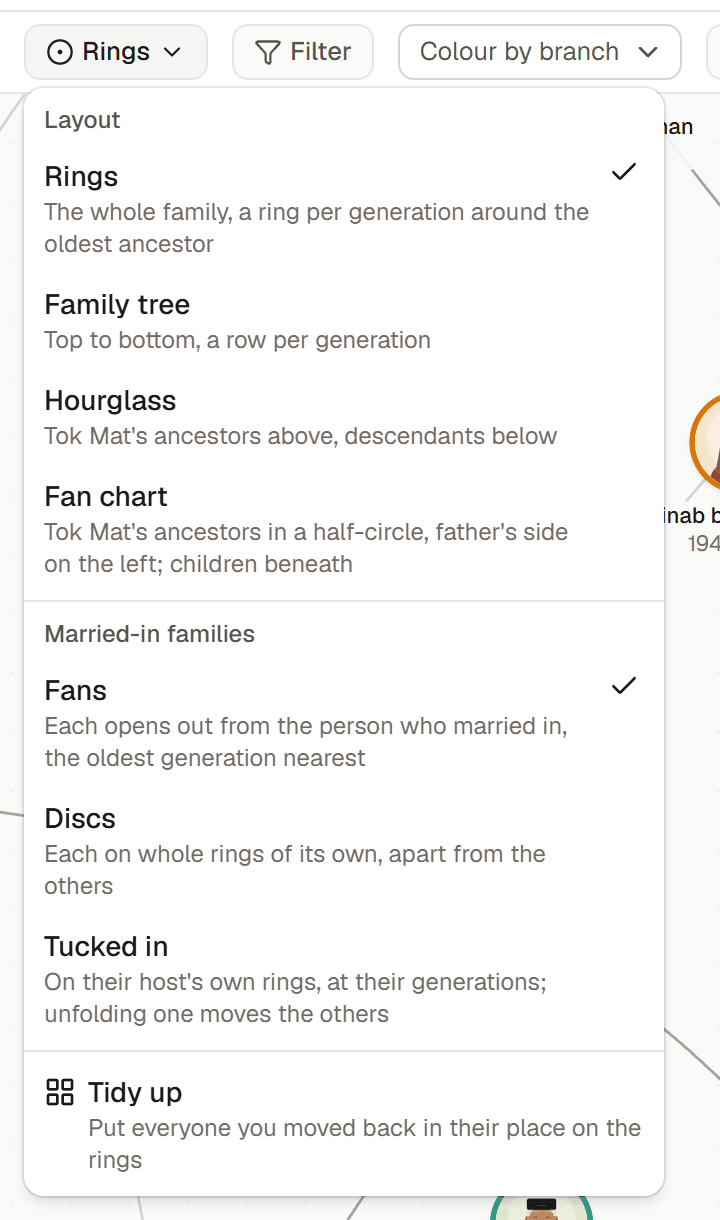 Rings
Filter
Colour by branch
Layout
Rings
The whole family, a ring per generation around the
oldest ancestor
Family tree
Top to bottom, a row per generation
Hourglass
Tok Mat's ancestors above, descendants below
Fan chart
Tok Mat's ancestors in a half-circle, father's side
on the left; children beneath
Married-in families
Fans
Each opens out from the person who married in,
the oldest generation nearest
Discs
Each on whole rings of its own, apart from the
others
Tucked in
On their host's own rings, at their generations;
unfolding one moves the others
Tidy up
Put everyone you moved back in their place on the
rings